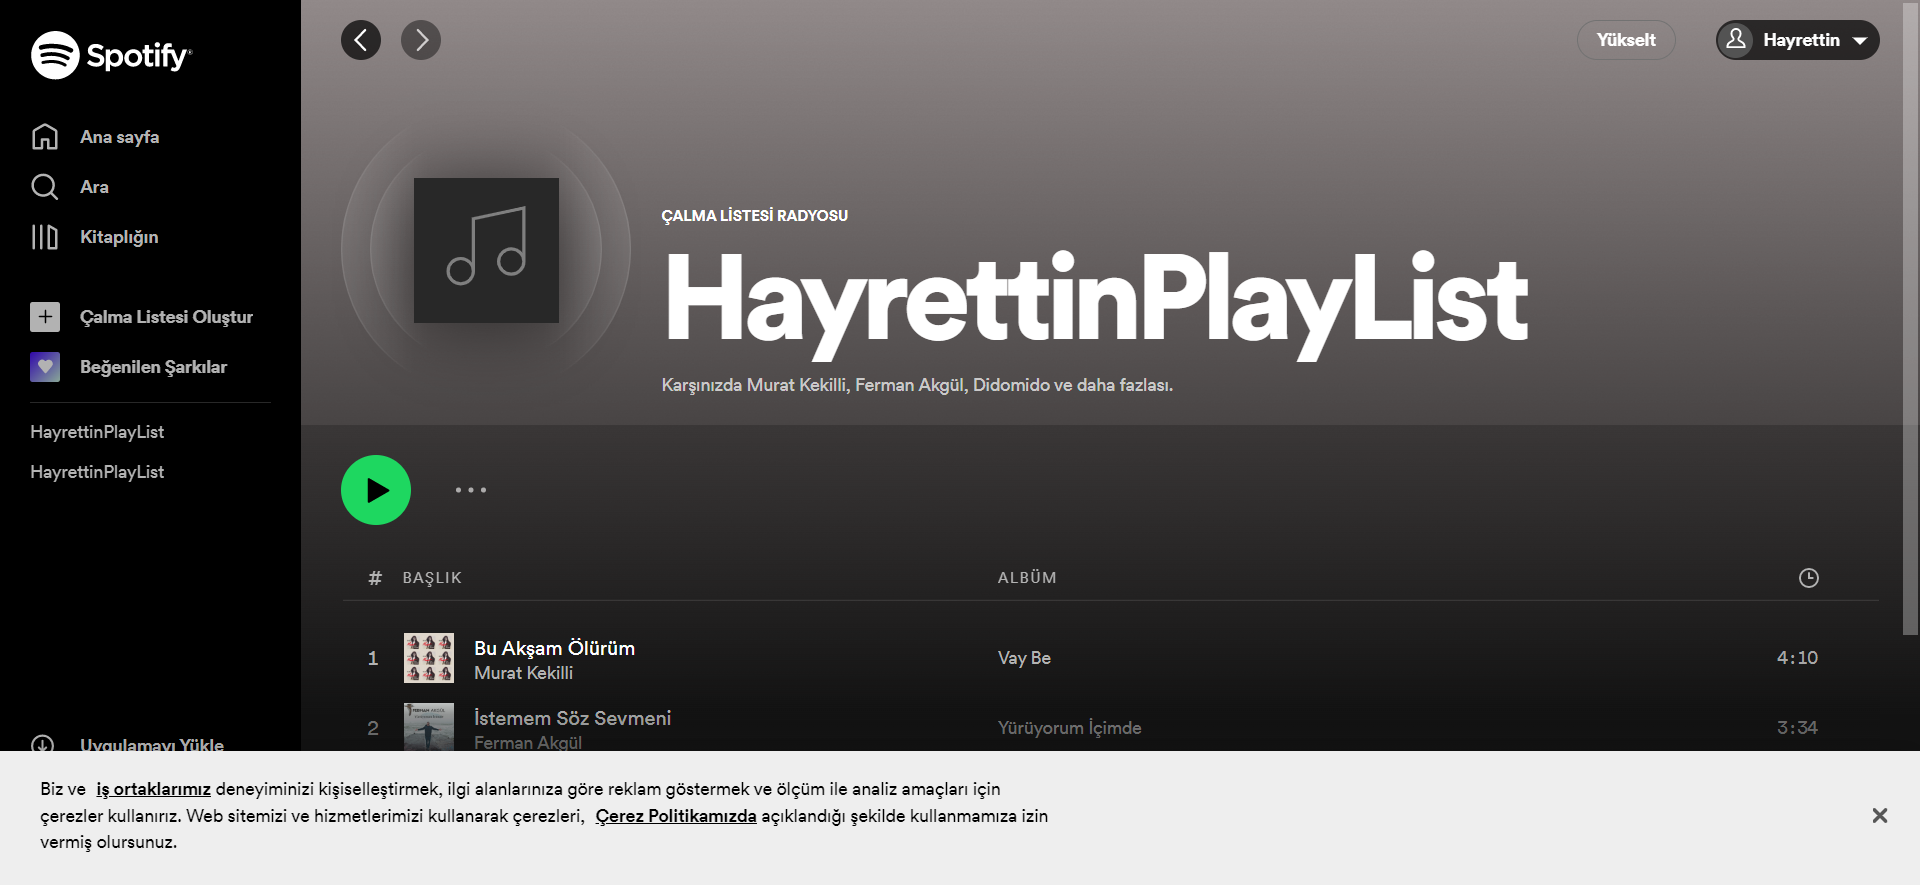 Spotify
Ana sayfa
Ara
Kitaplığın
Çalma Listesi Oluştur
Beğenilen Şarkılar
HayrettinPlayList
HayrettinPlayList
Uygulamayı Yükle
Yükselt
Hayrettin
ÇALMA LİSTESİ RADYOSU
HayrettinPlayList
Karşınızda Murat Kekilli, Ferman Akgül, Didomido ve daha fazlası.
# BAŞLIK ALBÜM
1 Bu Akşam Ölürüm Vay Be 4:10
Murat Kekilli
2 İstemem Söz Sevmeni Yürüyorum İçimde 3:34
Ferman Akgül
Biz ve iş ortaklarımız deneyiminizi kişiselleştirmek, ilgi alanlarınıza göre reklam göstermek ve ölçüm ile analiz amaçları için
çerezler kullanırız. Web sitemizi ve hizmetlerimizi kullanarak çerezleri, Çerez Politikamızda açıklandığı şekilde kullanmamıza izin
vermiş olursunuz.